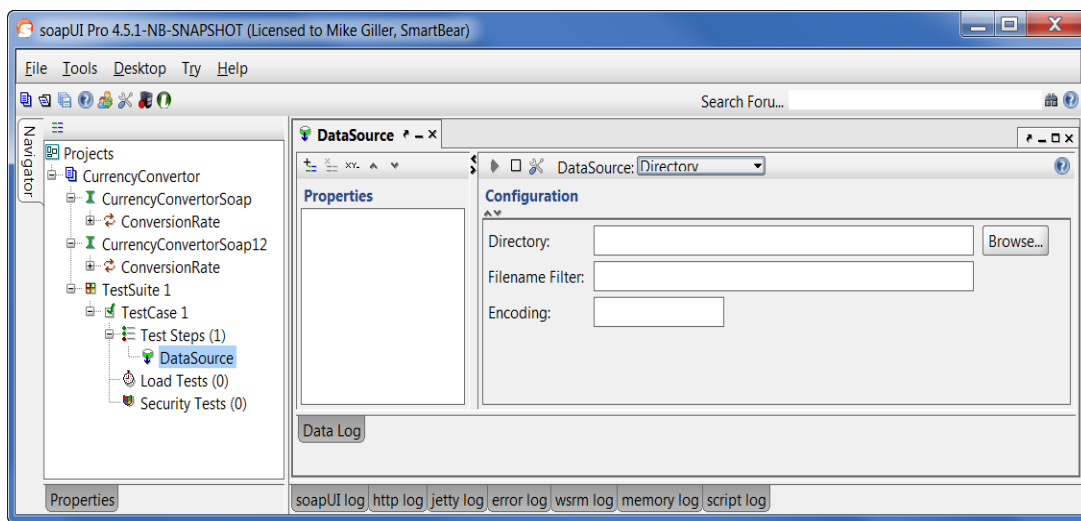 soapUI Pro 4.5.1-NB-SNAPSHOT (Licensed to Mike Giller, SmartBear)
File Tools Desktop Try Help
Search Foru...
Navigator
Projects
CurrencyConvertor
CurrencyConvertorSoap
ConversionRate
CurrencyConvertorSoap12
ConversionRate
TestSuite 1
TestCase 1
Test Steps (1)
DataSource
Load Tests (0)
Security Tests (0)
Properties
DataSource
DataSource: Directory
Properties
Configuration
Directory:
Browse...
Filename Filter:
Encoding:
Data Log
soapUI log http log jetty log error log wsrm log memory log script log